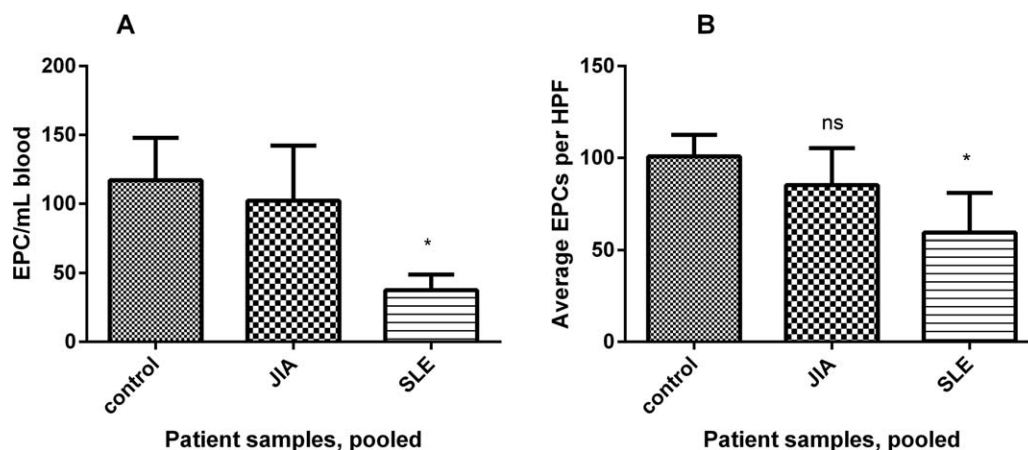 A
EPC/mL blood
200
150
100
50
0
*
control
JIA
SLE
Patient samples, pooled
B
Average EPCs per HPF
150
100
50
0
ns
*
control
JIA
SLE
Patient samples, pooled